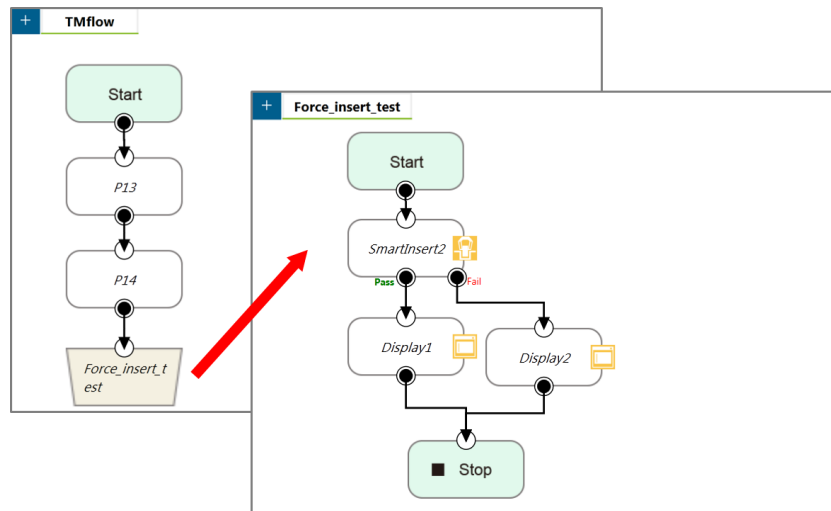 + TMflow
Start
P13
P14
Force_insert_t
est
+ Force_insert_test
Start
SmartInsert2
Pass Fail
Display1
Display2
Stop